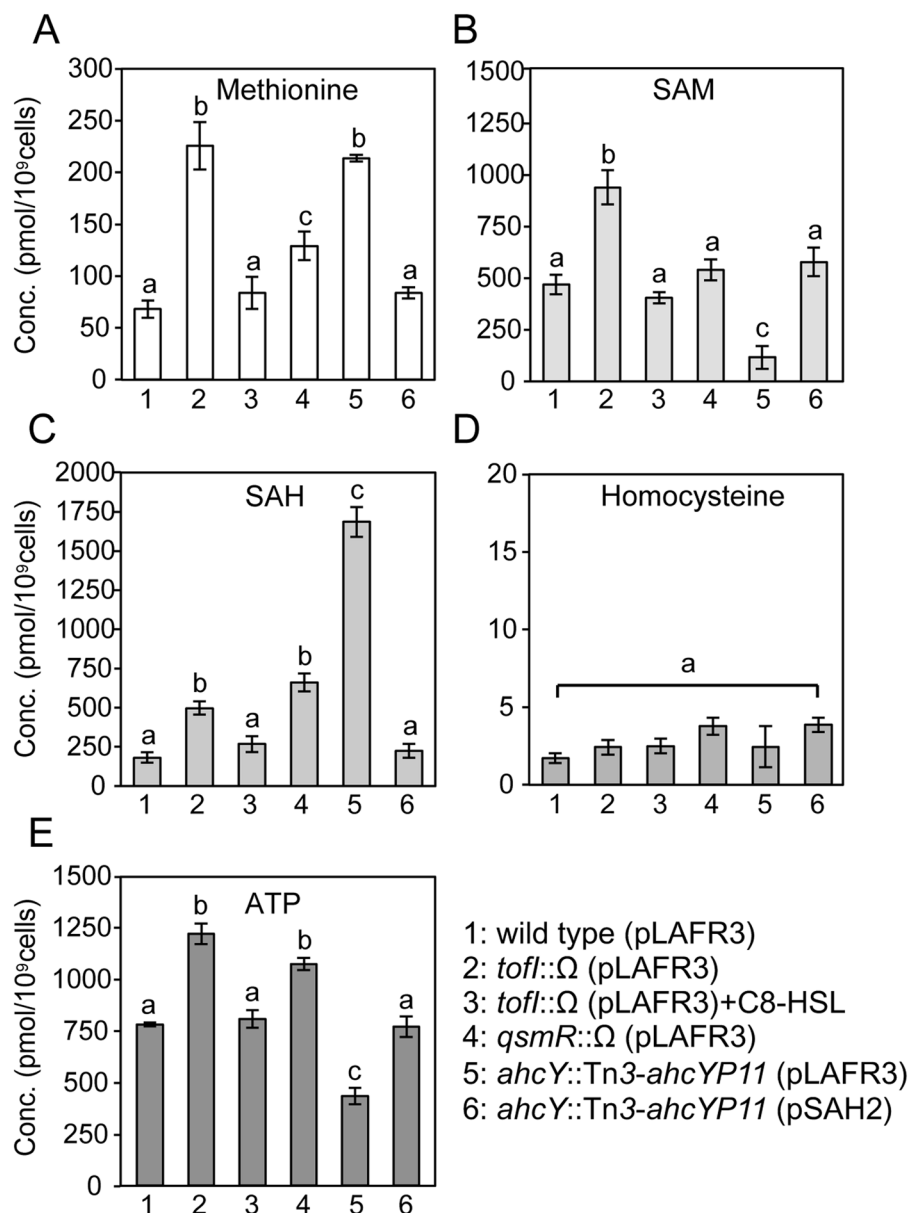 A
Methionine
Conc. (pmol/10⁹cells)
300
250
200
150
100
50
0
a
b
a
c
b
a
1 2 3 4 5 6
B
SAM
1500
1250
1000
750
500
250
0
a
b
a
a
c
a
1 2 3 4 5 6
C
SAH
Conc. (pmol/10⁹cells)
2000
1750
1500
1250
1000
750
500
250
0
a
b
a
b
c
a
1 2 3 4 5 6
D
Homocysteine
20
15
10
5
0
a
1 2 3 4 5 6
E
ATP
Conc. (pmol/10⁹cells)
1500
1250
1000
750
500
250
0
a
b
a
b
c
a
1 2 3 4 5 6
1: wild type (pLAFR3)
2: tofI::Ω (pLAFR3)
3: tofI::Ω (pLAFR3)+C8-HSL
4: qsmR::Ω (pLAFR3)
5: ahcY::Tn3-ahcYP11 (pLAFR3)
6: ahcY::Tn3-ahcYP11 (pSAH2)